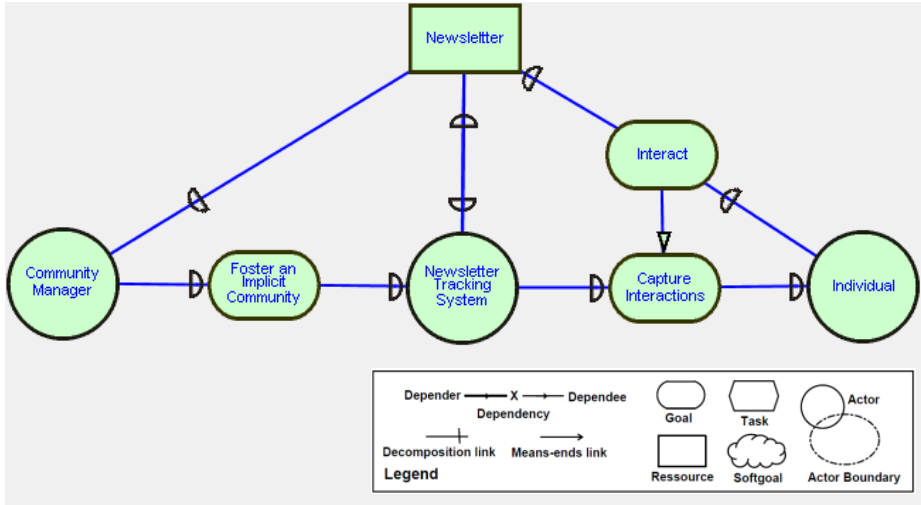 Newslettter
Interact
Community
Manager
Foster an
Implicit
Community
Newsletter
Tracking
System
Capture
Interactions
Individual
Depender X Dependee
Dependency
Decomposition link Means-ends link
Legend
Goal
Task
Actor
Ressource
Softgoal
Actor Boundary